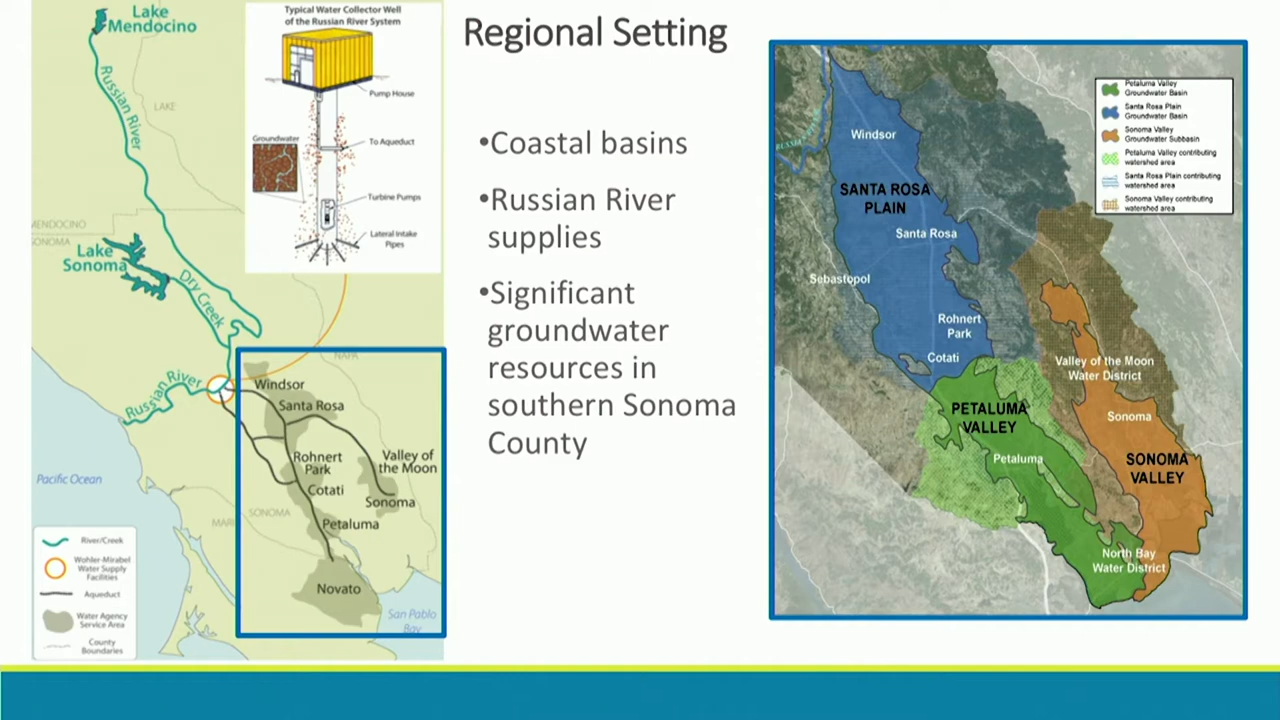 Regional Setting
•Coastal basins
•Russian River
supplies
•Significant
groundwater
resources in
southern Sonoma
County
Lake
Mendocino
Russian River
LAKE
MENDOCINO
SONOMA
Lake
Sonoma
Dry Creek
Russian River
NAPA
Windsor
Santa Rosa
Rohnert
Park
Valley of
the Moon
Cotati
Sonoma
SONOMA
Petaluma
Novato
Pacific Ocean
San Pablo
Bay
River/Creek
Wohler-Mirabel
Water Supply
Facilities
Aqueduct
Water Agency
Service Area
County
Boundaries
Typical Water Collector Well
of the Russian River System
Pump House
Groundwater
To Aqueduct
Turbine Pumps
Lateral Intake
Pipes
Petaluma Valley
Groundwater Basin
Santa Rosa Plain
Groundwater Basin
Sonoma Valley
Groundwater Subbasin
Petaluma Valley contributing
watershed area
Santa Rosa Plain contributing
watershed area
Sonoma Valley contributing
watershed area
Windsor
SANTA ROSA
PLAIN
Santa Rosa
Sebastopol
Rohnert
Park
Cotati
Valley of the Moon
Water District
PETALUMA
VALLEY
Sonoma
Petaluma
SONOMA
VALLEY
North Bay
Water District